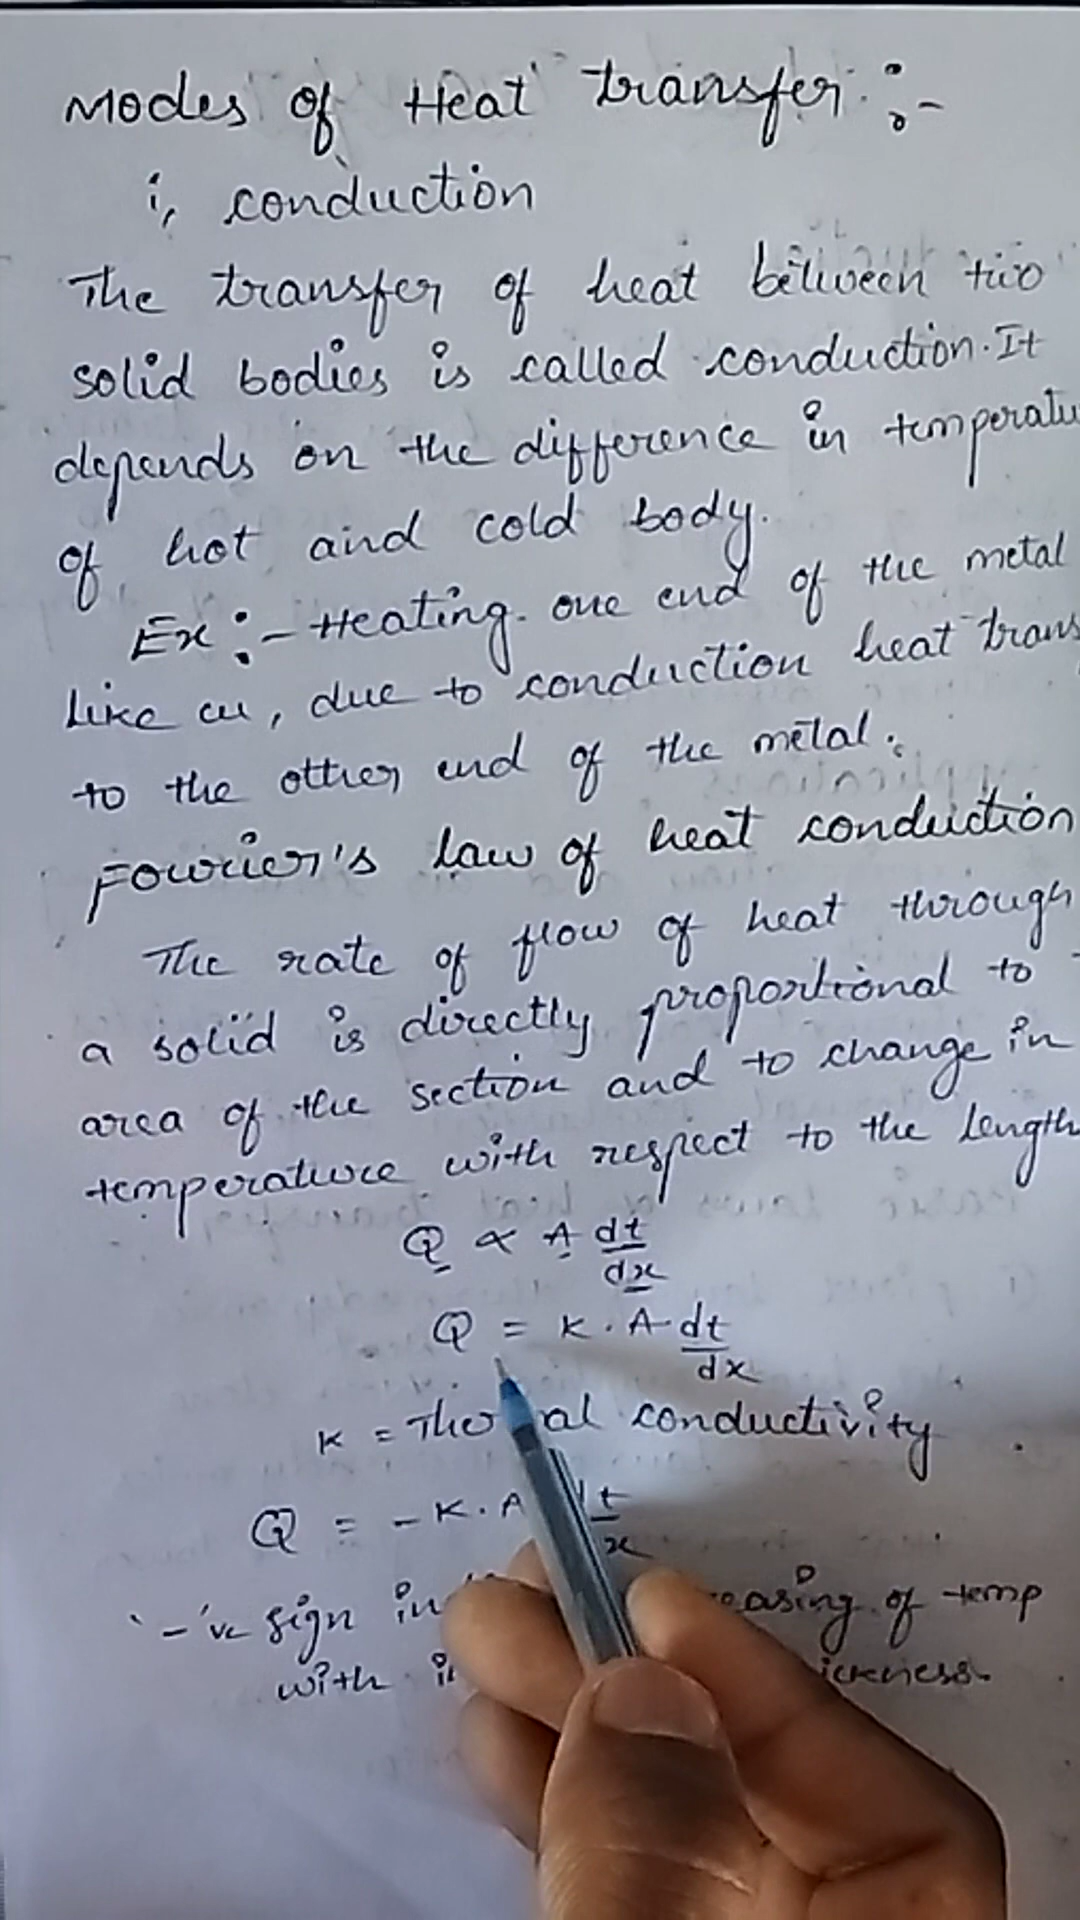 Modes of Heat transfer :-
i, conduction
The transfer of heat between two
solid bodies is called conduction. It
depends on the difference in temperatu
of hot and cold body.
Ex :- Heating one end of the metal
like cu, due to conduction heat trans
to the other end of the metal.
Fourier's law of heat conduction
The rate of flow of heat through
a solid is directly proportional to
area of the section and to change in
temperature with respect to the length
Q ∝ A dt/dx
Q = K . A dt/dx
K = conductivity
Q = - K . A
'-'ve sign of temp
with